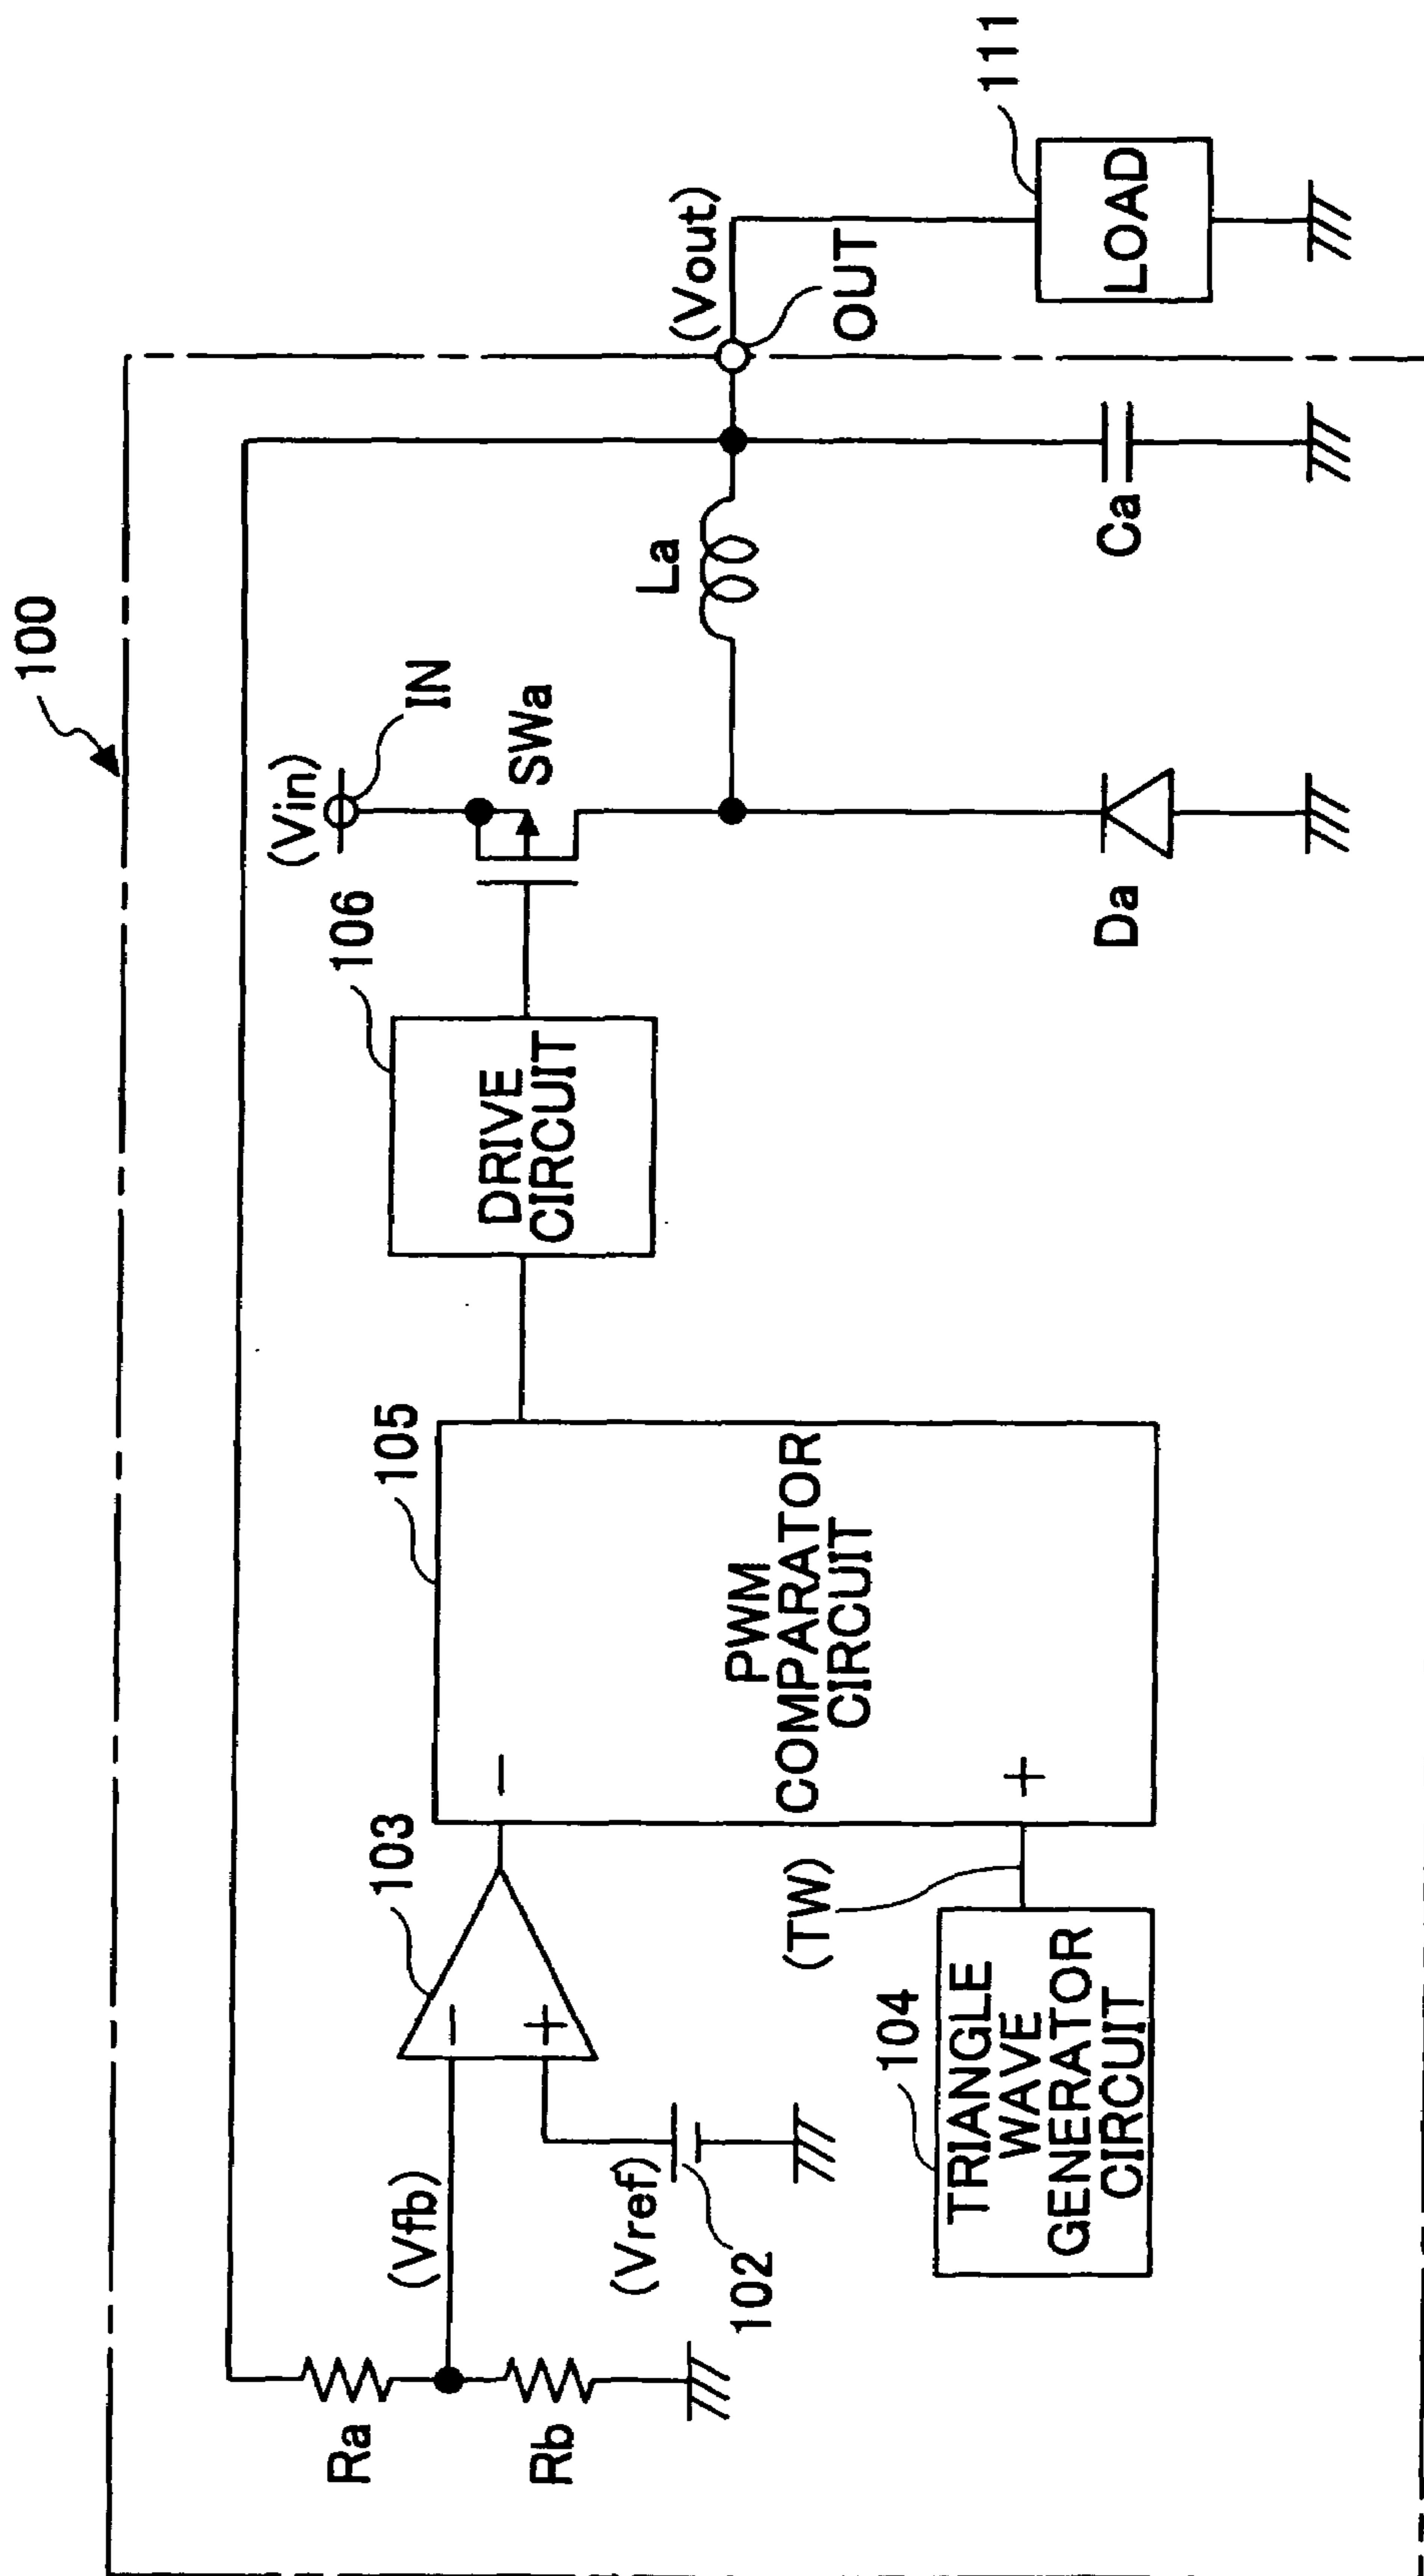 100
(Vin)
IN
SWa
La
(Vout)
OUT
111
LOAD
106
DRIVE
CIRCUIT
Da
Ca
105
−
PWM
COMPARATOR
CIRCUIT
+
103
−
+
(TW)
104
TRIANGLE
WAVE
GENERATOR
CIRCUIT
(Vfb)
(Vref)
102
Ra
Rb